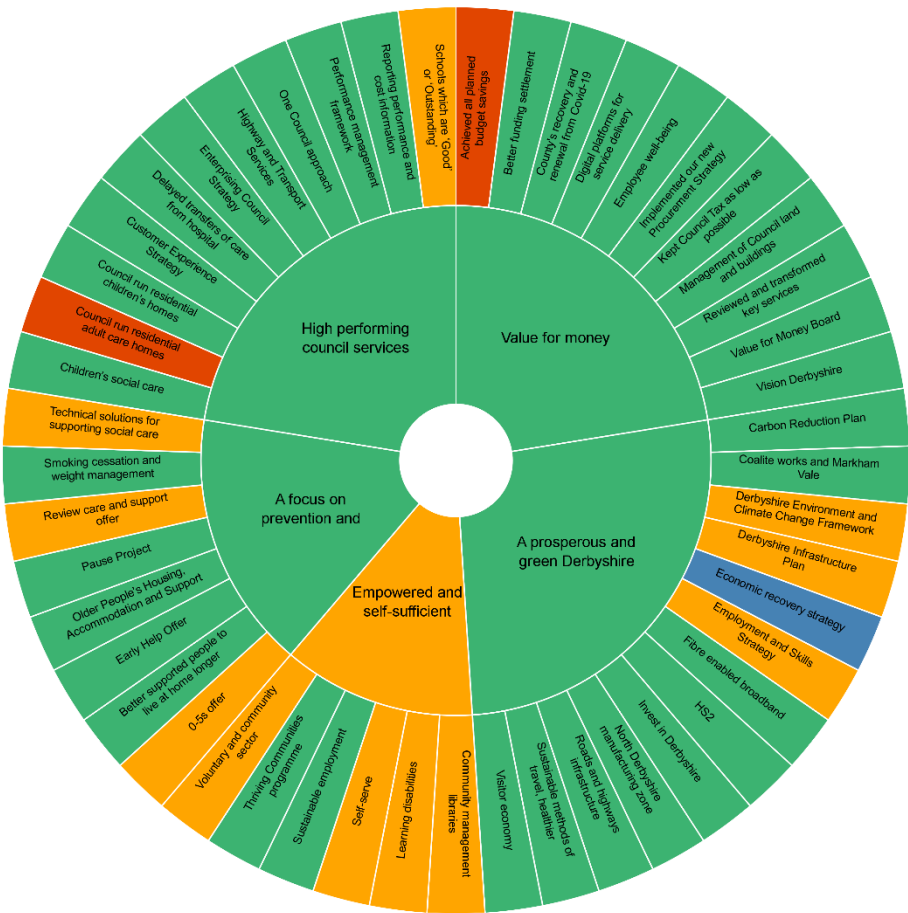 High performing
council services
Value for money
A focus on
prevention and
Empowered and
self-sufficient
A prosperous and
green Derbyshire
Achieved all planned
budget savings
Better funding settlement
County's recovery and
renewal from Covid-19
Digital platforms for
service delivery
Employee well-being
Implemented our new
Procurement Strategy
Kept Council Tax as low as
possible
Management of Council land
and buildings
Reviewed and transformed
key services
Value for Money Board
Vision Derbyshire
Carbon Reduction Plan
Coalite works and Markham
Vale
Derbyshire Environment and
Climate Change Framework
Derbyshire Infrastructure
Plan
Economic recovery strategy
Employment and Skills
Strategy
Fibre enabled broadband
HS2
Invest in Derbyshire
North Derbyshire
manufacturing zone
Roads and highways
infrastructure
Sustainable methods of
travel, healthier
Visitor economy
Community management
libraries
Learning disabilities
Self-serve
Sustainable employment
Thriving Communities
programme
Voluntary and community
sector
0-5s offer
Better supported people to
live at home longer
Early Help Offer
Older People's Housing,
Accommodation and Support
Pause Project
Review care and support
offer
Smoking cessation and
weight management
Technical solutions for
supporting social care
Children's social care
Council run residential
adult care homes
Council run residential
children's homes
Customer Experience
Strategy
Delayed transfers of care
from hospital
Enterprising Council
Strategy
Highway and Transport
Services
One Council approach
Performance management
framework
Reporting performance and
cost information
Schools which are 'Good'
or 'Outstanding'